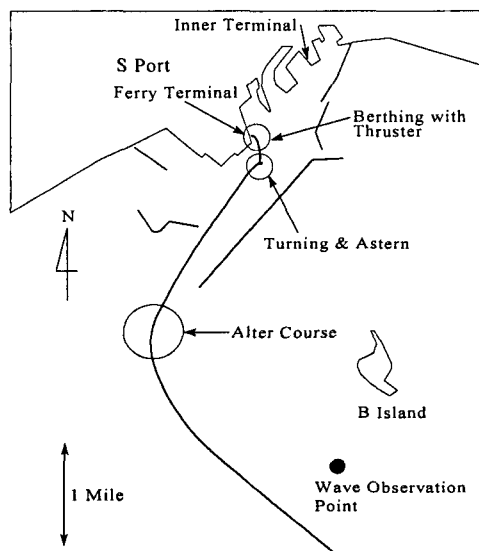 Inner Terminal
S Port
Ferry Terminal
Berthing with
Thruster
N
Turning & Astern
Alter Course
B Island
1 Mile
Wave Observation
Point